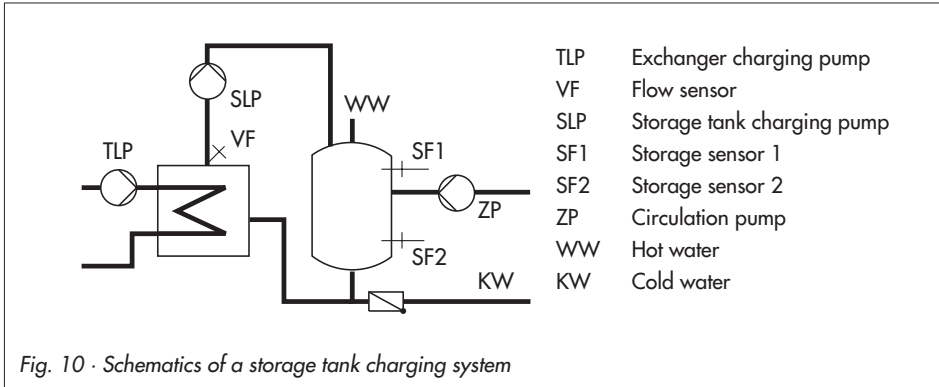 SLP
WW
VF
TLP
SF1
ZP
SF2
KW
TLP Exchanger charging pump
VF Flow sensor
SLP Storage tank charging pump
SF1 Storage sensor 1
SF2 Storage sensor 2
ZP Circulation pump
WW Hot water
KW Cold water
Fig. 10 · Schematics of a storage tank charging system